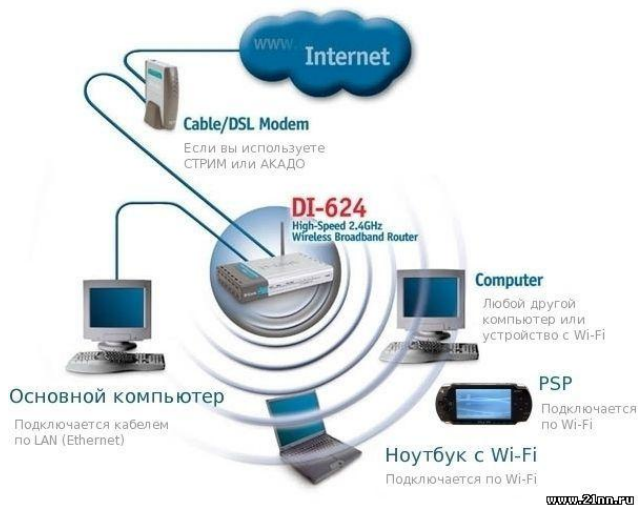 www.
Internet
Cable/DSL Modem
Если вы используете
СТРИМ или АКАДО
DI-624
High-Speed 2.4GHz
Wireless Broadband Router
D-Link
Computer
Любой другой
компьютер или
устройство с Wi-Fi
Основной компьютер
Подключается кабелем
по LAN (Ethernet)
PSP
Подключается
по Wi-Fi
Ноутбук с Wi-Fi
Подключается по Wi-Fi
www.21nn.ru